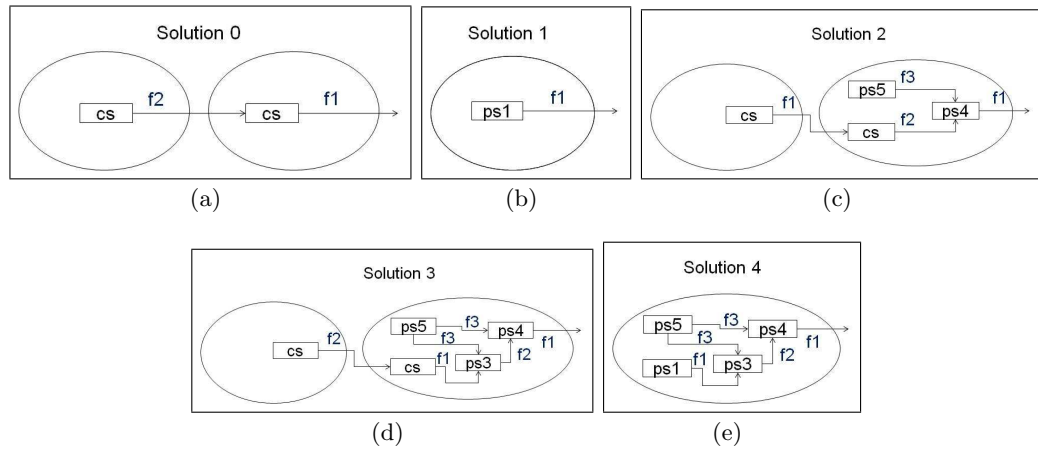 Solution 0
f2
f1
cs
cs
(a)
Solution 1
f1
ps1
(b)
Solution 2
f3
ps5
f1
f1
cs
ps4
f2
cs
(c)
Solution 3
ps5
f3
ps4
f2
f3
f1
cs
f1
ps3
f2
cs
(d)
Solution 4
ps5
f3
ps4
f3
f1
f1
ps3
f2
ps1
(e)